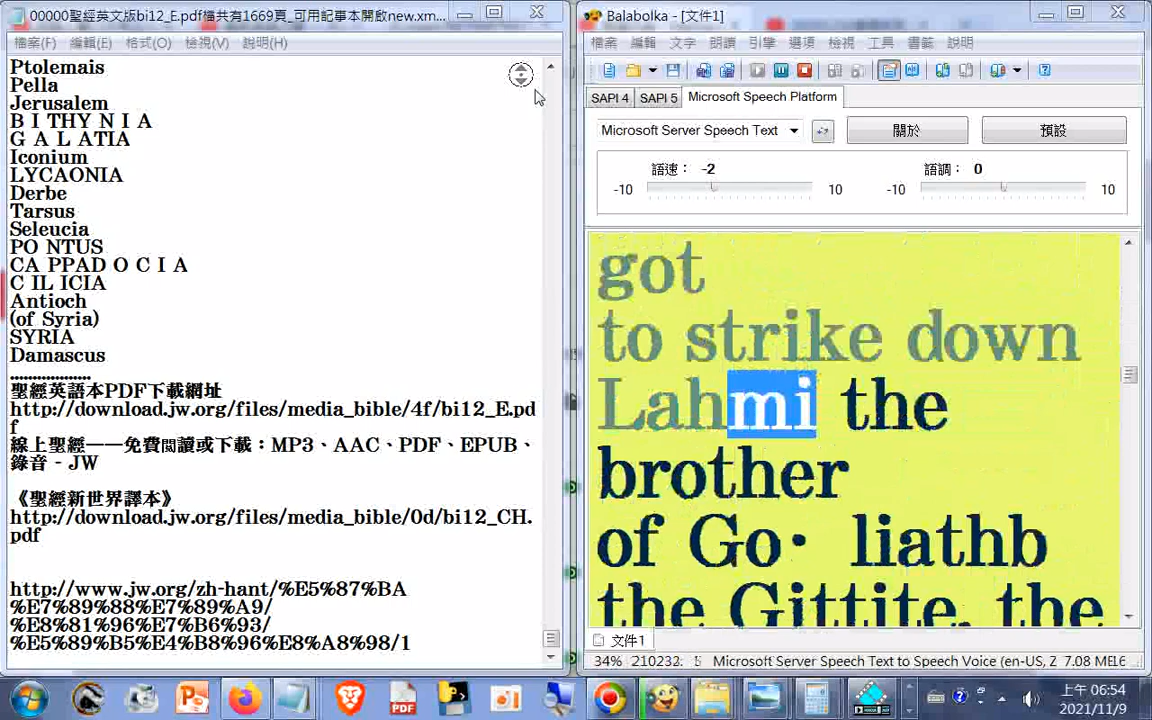 00000聖經英文版bi12_E.pdf檔共有1669頁_可用記事本開啟new.xm...
檔案(F) 編輯(E) 格式(O) 檢視(V) 說明(H)
Ptolemais
Pella
Jerusalem
B I THY N I A
G A L ATIA
Iconium
LYCAONIA
Derbe
Tarsus
Seleucia
PO NTUS
CA PPAD O C I A
C IL ICIA
Antioch
(of Syria)
SYRIA
Damascus
..................
聖經英語本PDF下載網址
http://download.jw.org/files/media_bible/4f/bi12_E.pd
f
線上聖經——免費閱讀或下載：MP3、AAC、PDF、EPUB、
錄音 - JW
《聖經新世界譯本》
http://download.jw.org/files/media_bible/0d/bi12_CH.
pdf
http://www.jw.org/zh-hant/%E5%87%BA
%E7%89%88%E7%89%A9/
%E8%81%96%E7%B6%93/
%E5%89%B5%E4%B8%96%E8%A8%98/1
Balabolka - [文件1]
檔案 編輯 文字 朗讀 引擎 選項 檢視 工具 書籤 說明
SAPI 4 SAPI 5 Microsoft Speech Platform
Microsoft Server Speech Text 關於 預設
語速： -2 語調： 0
-10 10 -10 10
got
to strike down
Lahmi the
brother
of Go· liathb
the Gittite, the
文件1
34% 210232. Microsoft Server Speech Text to Speech Voice (en-US, Z 7.08 МЕ
PDF
上午 06:54
2021/11/9